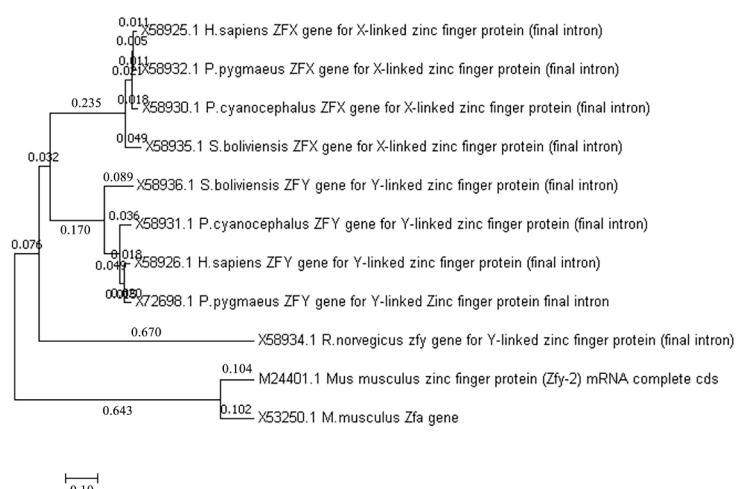 0.011
X58925.1 H.sapiens ZFX gene for X-linked zinc finger protein (final intron)
0.005
0.011
X58932.1 P.pygmaeus ZFX gene for X-linked zinc finger protein (final intron)
0.235
0.018
X58930.1 P.cyanocephalus ZFX gene for X-linked zinc finger protein (final intron)
0.049
X58935.1 S.boliviensis ZFX gene for X-linked zinc finger protein (final intron)
0.032
0.089
X58936.1 S.boliviensis ZFY gene for Y-linked zinc finger protein (final intron)
0.036
X58931.1 P.cyanocephalus ZFY gene for Y-linked zinc finger protein (final intron)
0.170
0.076
0.018
X58926.1 H.sapiens ZFY gene for Y-linked zinc finger protein (final intron)
0.049
X72698.1 P.pygmaeus ZFY gene for Y-linked Zinc finger protein final intron
0.670
X58934.1 R.norvegicus zfy gene for Y-linked zinc finger protein (final intron)
0.104
M24401.1 Mus musculus zinc finger protein (Zfy-2) mRNA complete cds
0.643
0.102
X53250.1 M.musculus Zfa gene
0.10